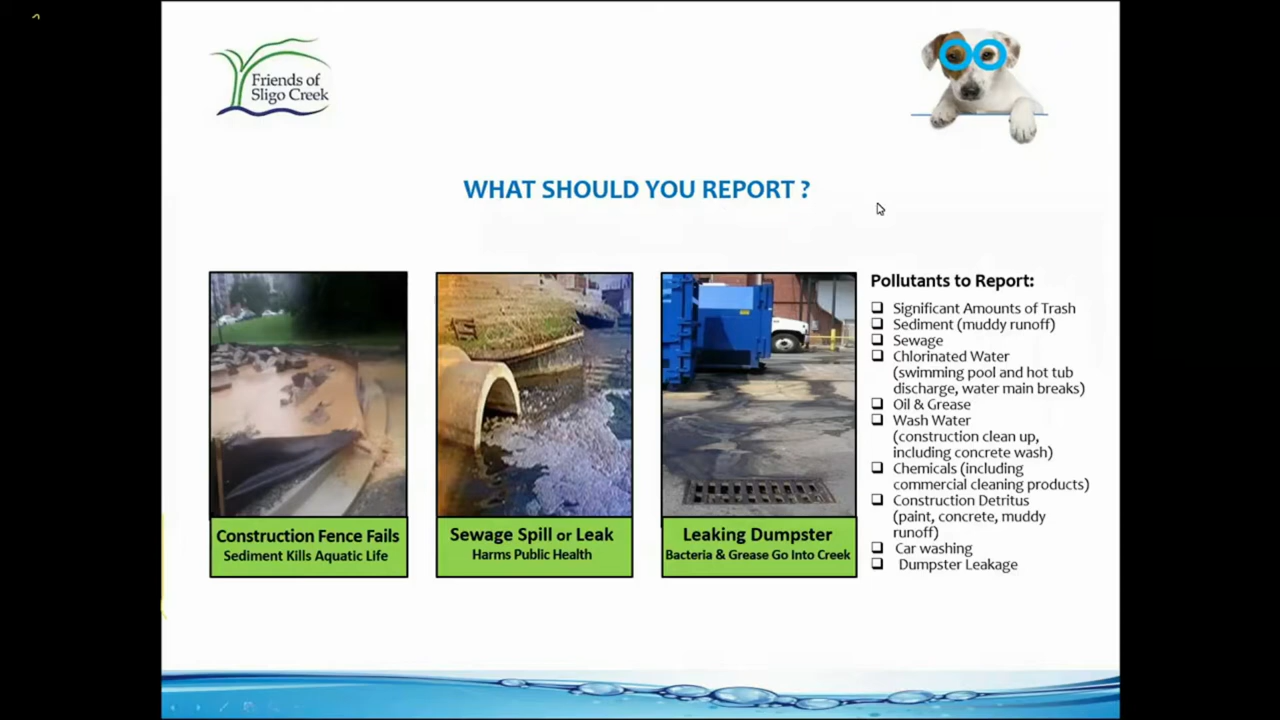 Friends of
Sligo Creek
WHAT SHOULD YOU REPORT ?
Construction Fence Fails
Sediment Kills Aquatic Life
Sewage Spill or Leak
Harms Public Health
Leaking Dumpster
Bacteria & Grease Go Into Creek
Pollutants to Report:
Significant Amounts of Trash
Sediment (muddy runoff)
Sewage
Chlorinated Water
(swimming pool and hot tub
discharge, water main breaks)
Oil & Grease
Wash Water
(construction clean up,
including concrete wash)
Chemicals (including
commercial cleaning products)
Construction Detritus
(paint, concrete, muddy
runoff)
Car washing
Dumpster Leakage